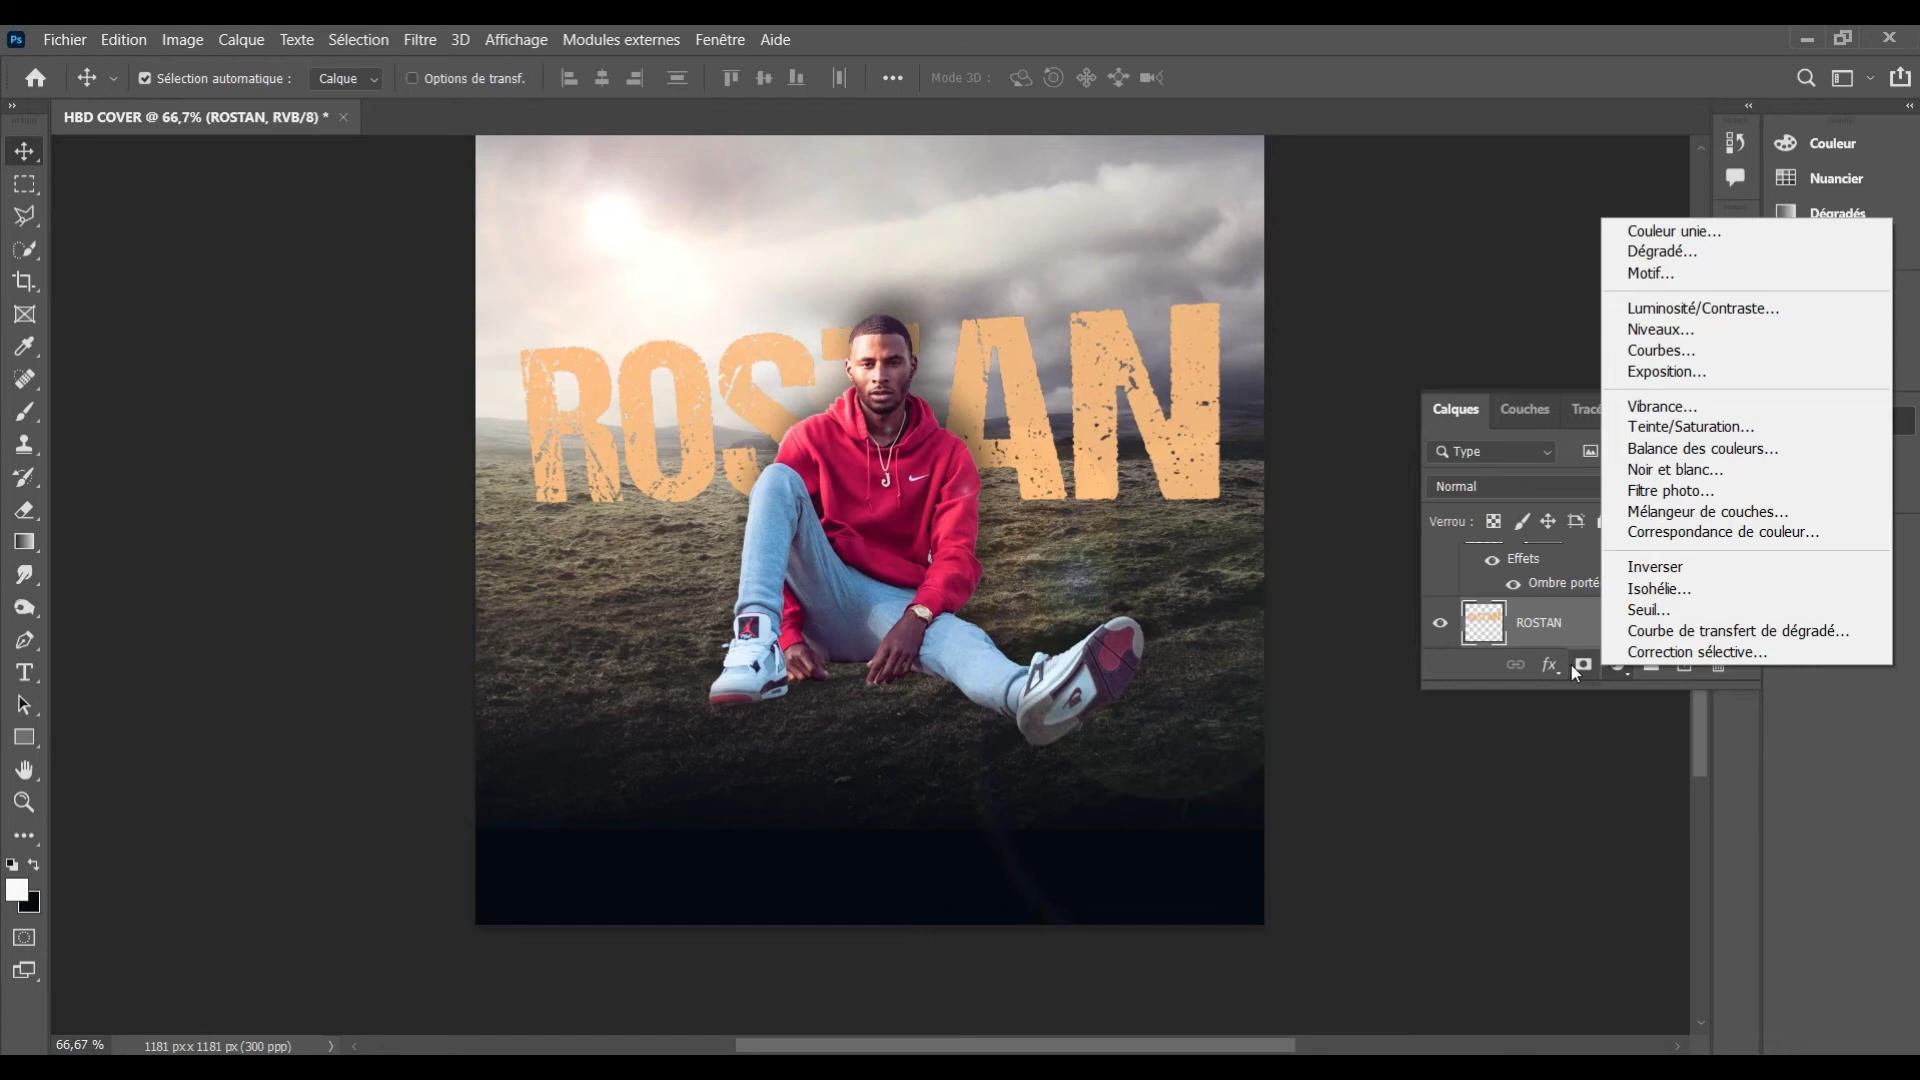 Ps Fichier Edition Image Calque Texte Sélection Filtre 3D Affichage Modules externes Fenêtre Aide
Sélection automatique : Calque Options de transf. Mode 3D :
HBD COVER @ 66,7% (ROSTAN, RVB/8) *
ROSTAN
J
Couleur
Nuancier
Dégradés
Couleur unie...
Dégradé...
Motif...
Luminosité/Contraste...
Niveaux...
Courbes...
Exposition...
Vibrance...
Teinte/Saturation...
Balance des couleurs...
Noir et blanc...
Filtre photo...
Mélangeur de couches...
Correspondance de couleur...
Inverser
Isohélie...
Seuil...
Courbe de transfert de dégradé...
Correction sélective...
Calques Couches Tracé
Type
Normal
Verrou :
Effets
Ombre porté
ROSTAN
fx
66,67 % 1181 px x 1181 px (300 ppp)